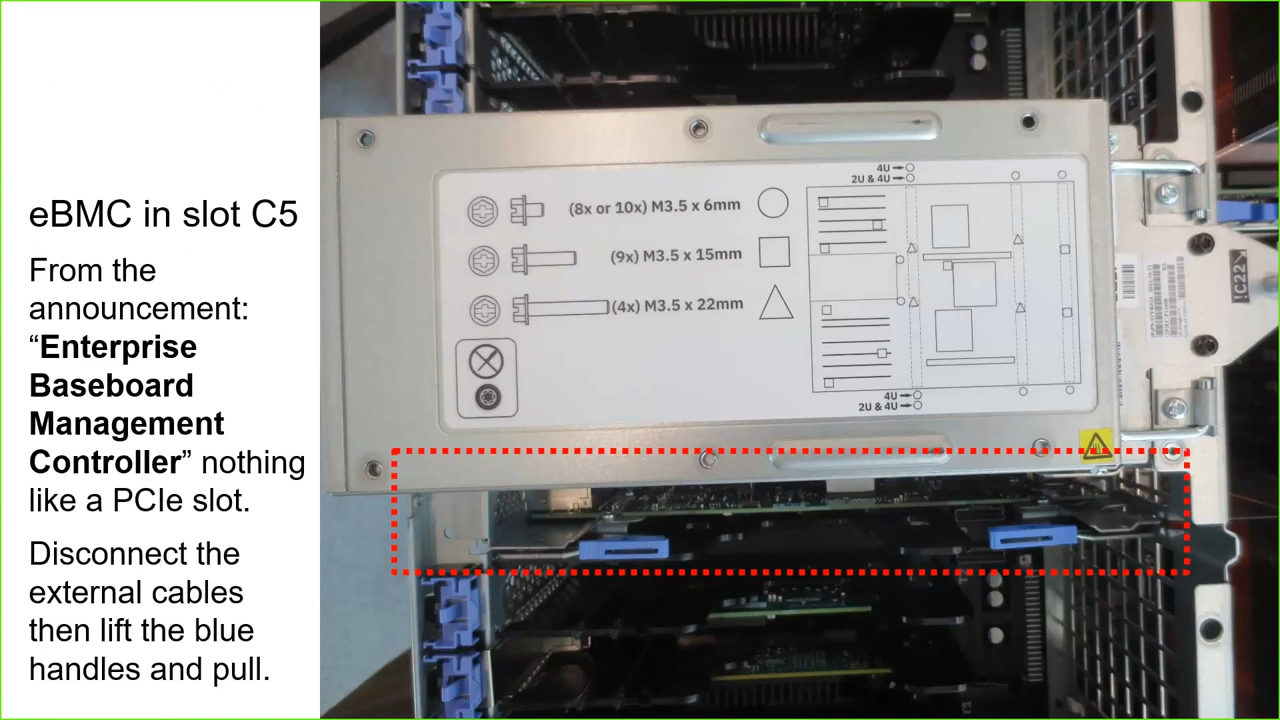 eBMC in slot C5
From the
announcement:
“Enterprise
Baseboard
Management
Controller” nothing
like a PCIe slot.
Disconnect the
external cables
then lift the blue
handles and pull.
4U
2U & 4U
(8x or 10x) M3.5 x 6mm
(9x) M3.5 x 15mm
(4x) M3.5 x 22mm
4U
2U & 4U
C22